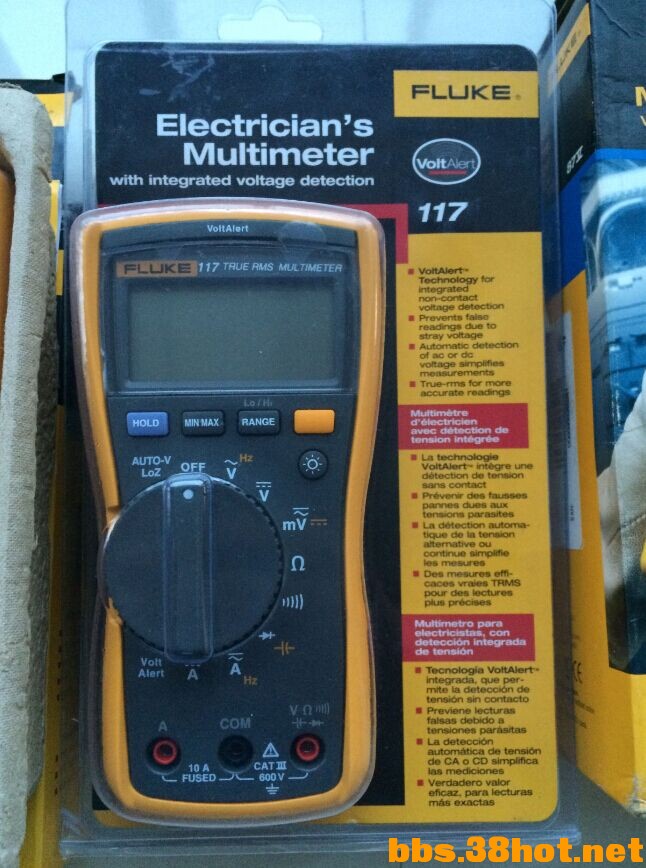 FLUKE®
Electrician's
Multimeter
with integrated voltage detection
VoltAlert
117
VoltAlert
FLUKE 117 TRUE RMS MULTIMETER
Lo / Hi
HOLD
MIN MAX
RANGE
AUTO-V
LoZ
OFF
V
Hz
V
mV
Ω
Volt
Alert
A
A
Hz
A
COM
V Ω
10 A
FUSED
CAT III
600 V
VoltAlert™
Technology for
integrated
non-contact
voltage detection
Prevents false
readings due to
stray voltage
Automatic detection
of ac or dc
voltage simplifies
measurements
True-rms for more
accurate readings
Multimètre
d'électricien
avec détection de
tension intégrée
La technologie
VoltAlert™ intègre une
détection de tension
sans contact
Prévenir des fausses
pannes dues aux
tensions parasites
La détection automa-
tique de la tension
alternative ou
continue simplifie
les mesures
Des mesures effi-
caces vraies TRMS
pour des lectures
plus précises
Multímetro para
electricistas, con
detección integrada
de tensión
Tecnología VoltAlert™
integrada, que per-
mite la detección de
tensión sin contacto
Previene lecturas
falsas debido a
tensiones parásitas
La detección
automática de tensión
de CA o CD simplifica
las mediciones
Verdadero valor
eficaz, para lecturas
más exactas
FLUKE
87V
bbs.38hot.net